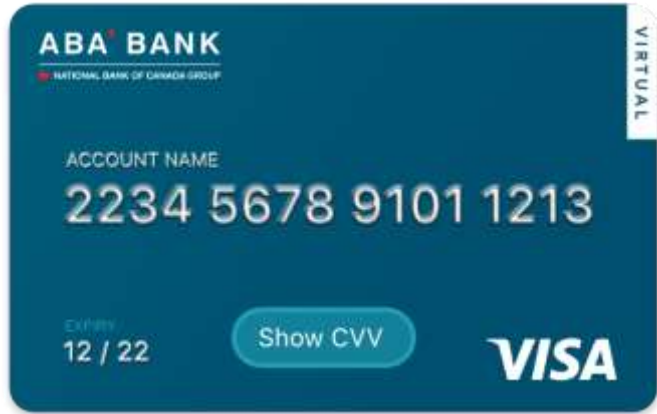 ABA' BANK
NATIONAL BANK OF CANADA GROUP
VIRTUAL
ACCOUNT NAME
2234 5678 9101 1213
EXPIRY
12 / 22
Show CVV
VISA